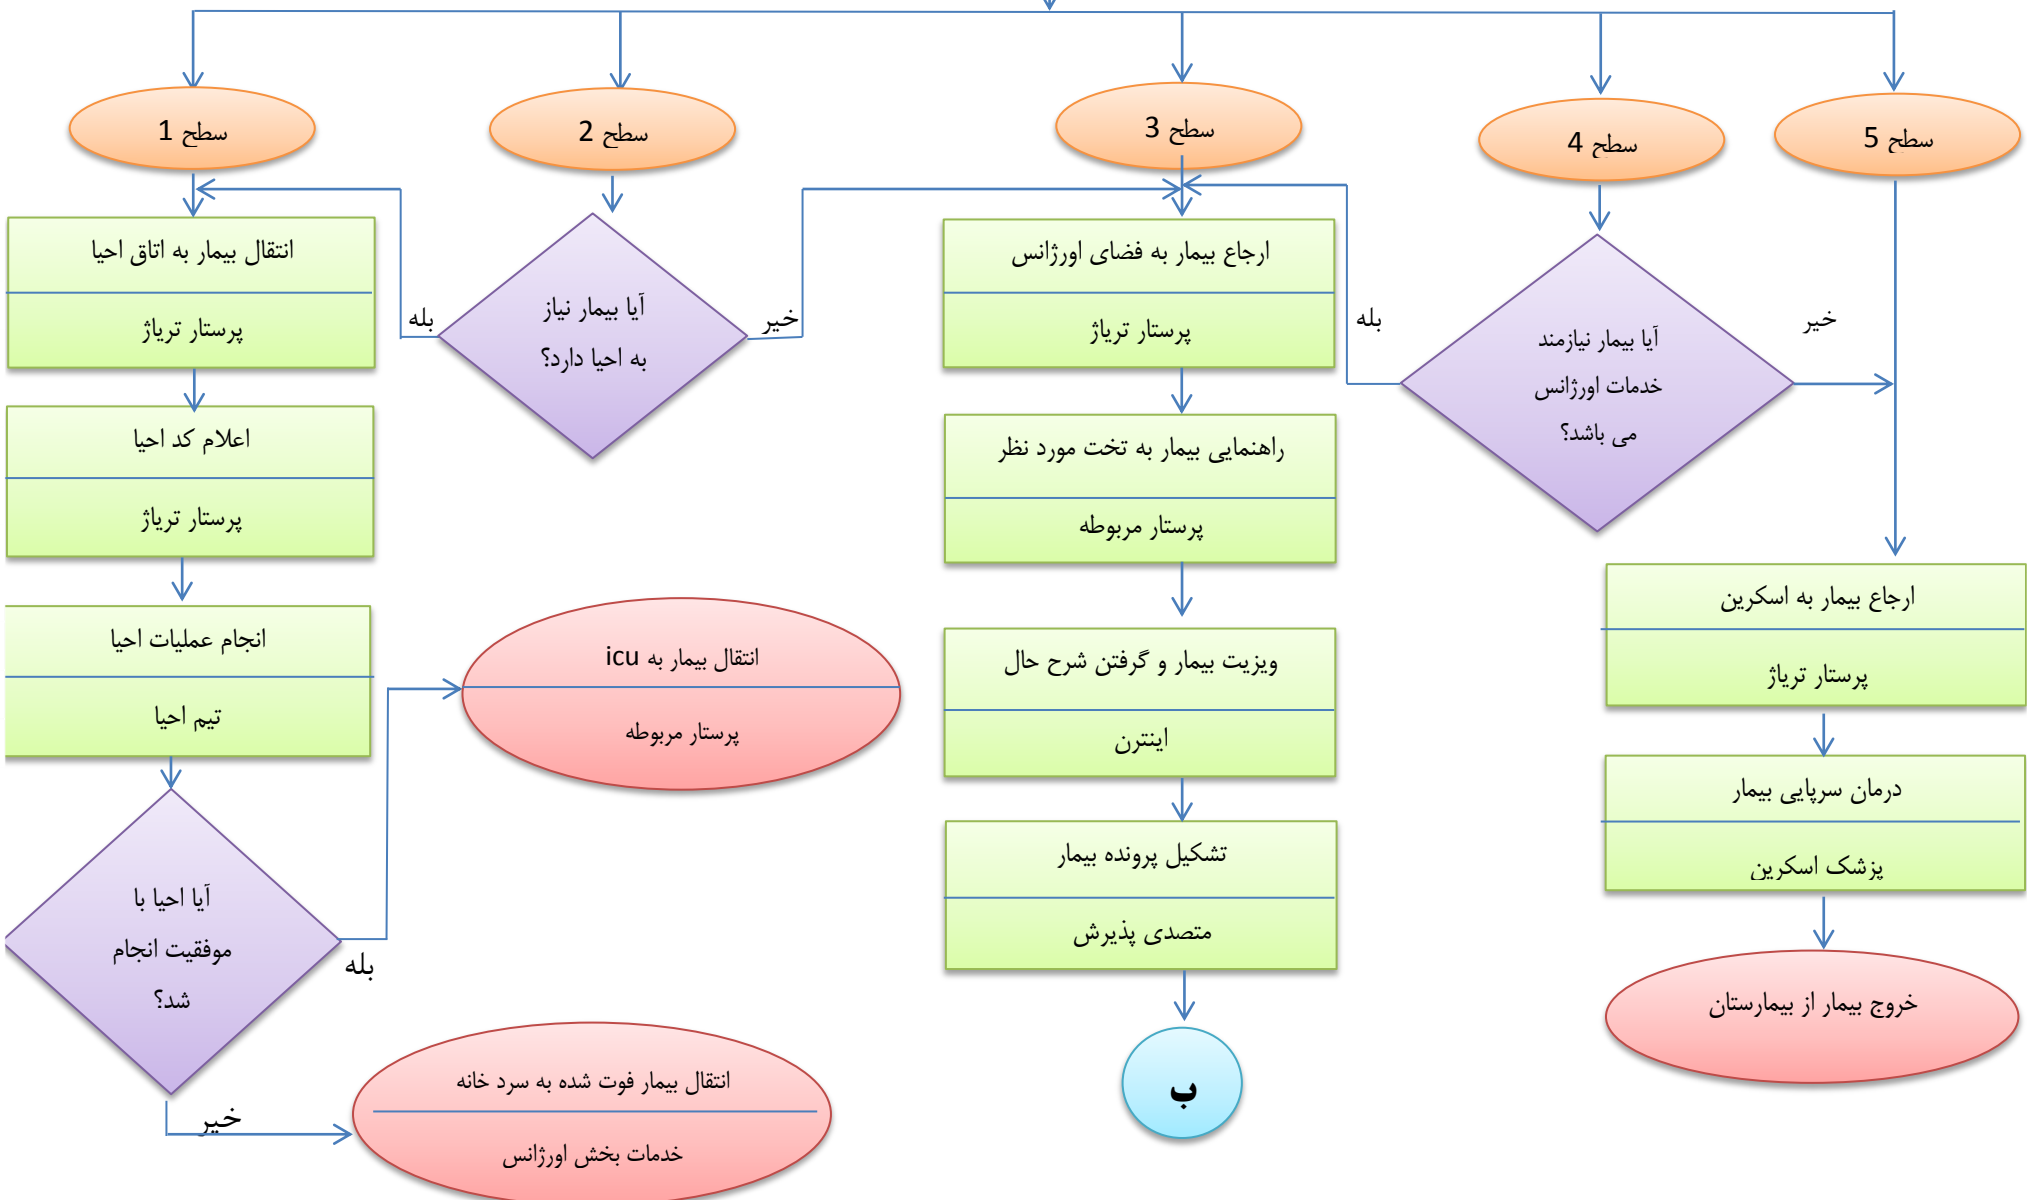 سطح 1
سطح 2
سطح 3
سطح 4
سطح 5
انتقال بیمار به اتاق احیا
پرستار تریاژ
اعلام کد احیا
پرستار تریاژ
انجام عملیات احیا
تیم احیا
آیا احیا با
موفقیت انجام
شد؟
بله
خیر
انتقال بیمار به icu
پرستار مربوطه
انتقال بیمار فوت شده به سرد خانه
خدمات بخش اورژانس
آیا بیمار نیاز
به احیا دارد؟
بله
خیر
ارجاع بیمار به فضای اورژانس
پرستار تریاژ
راهنمایی بیمار به تخت مورد نظر
پرستار مربوطه
ویزیت بیمار و گرفتن شرح حال
اینترن
تشکیل پرونده بیمار
متصدی پذیرش
ب
آیا بیمار نیازمند
خدمات اورژانس
می باشد؟
بله
خیر
ارجاع بیمار به اسکرین
پرستار تریاژ
درمان سرپایی بیمار
پزشک اسکرین
خروج بیمار از بیمارستان